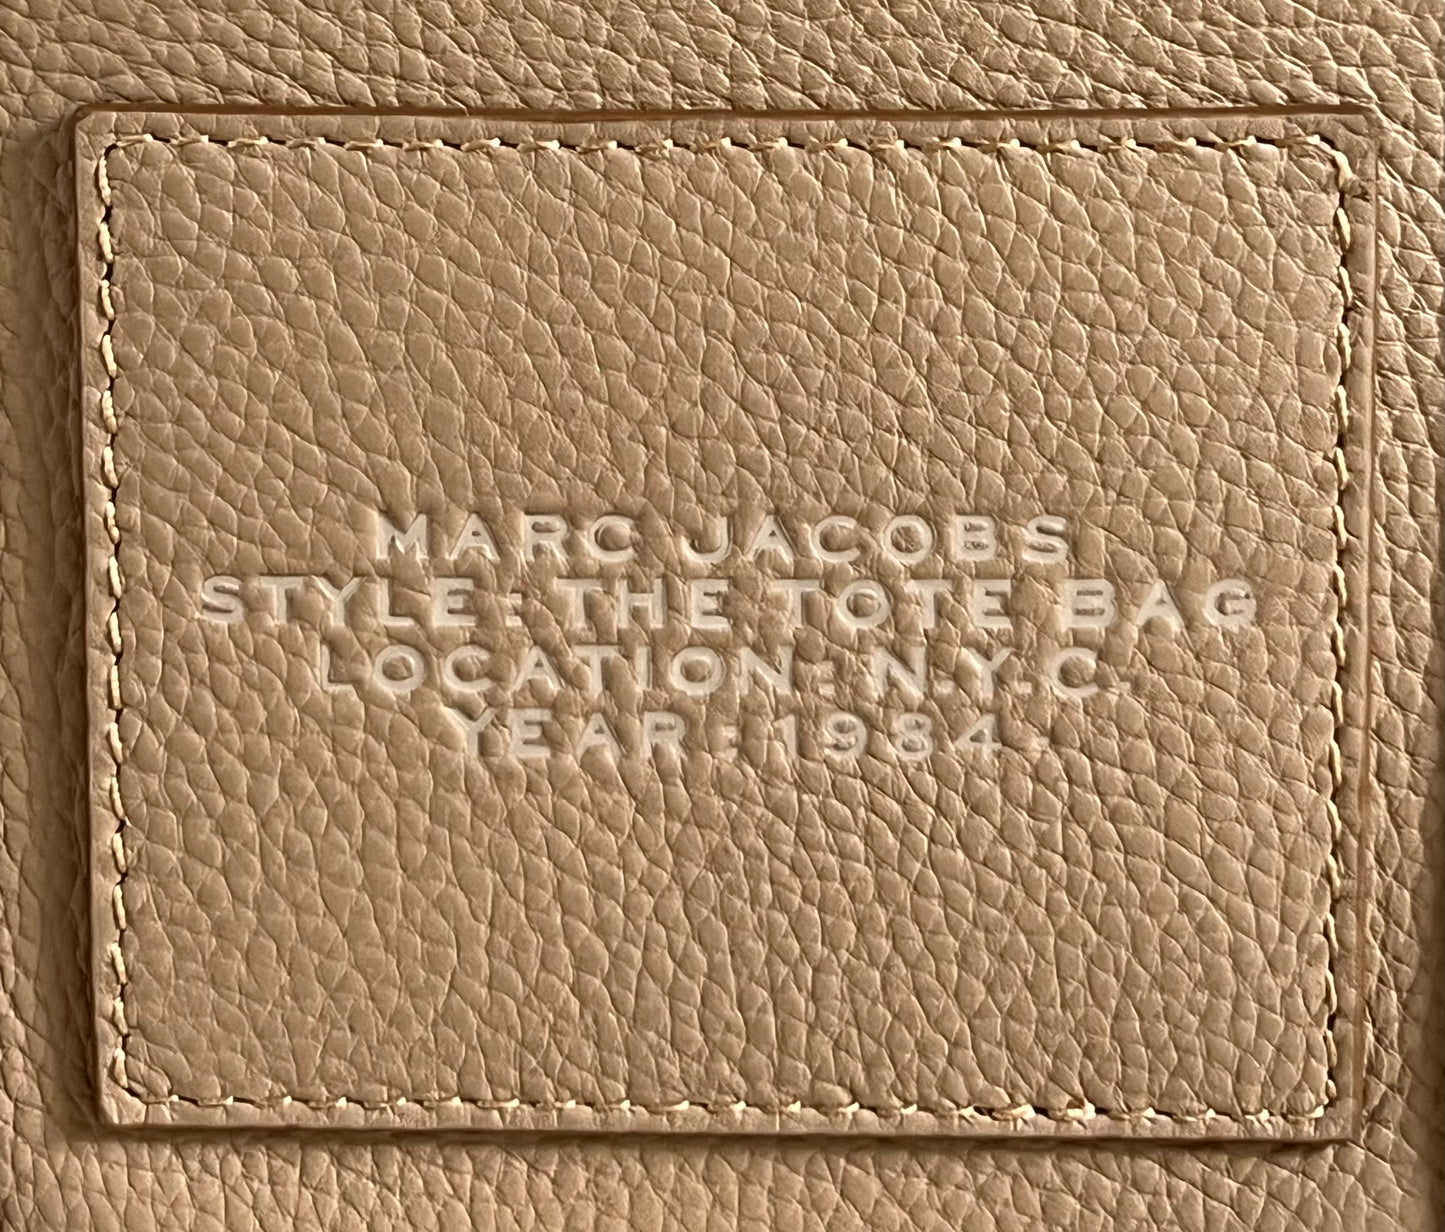 MARC JACOBS
STYLE: THE TOTE BAG
LOCATION: N.Y.C.
YEAR: 1984